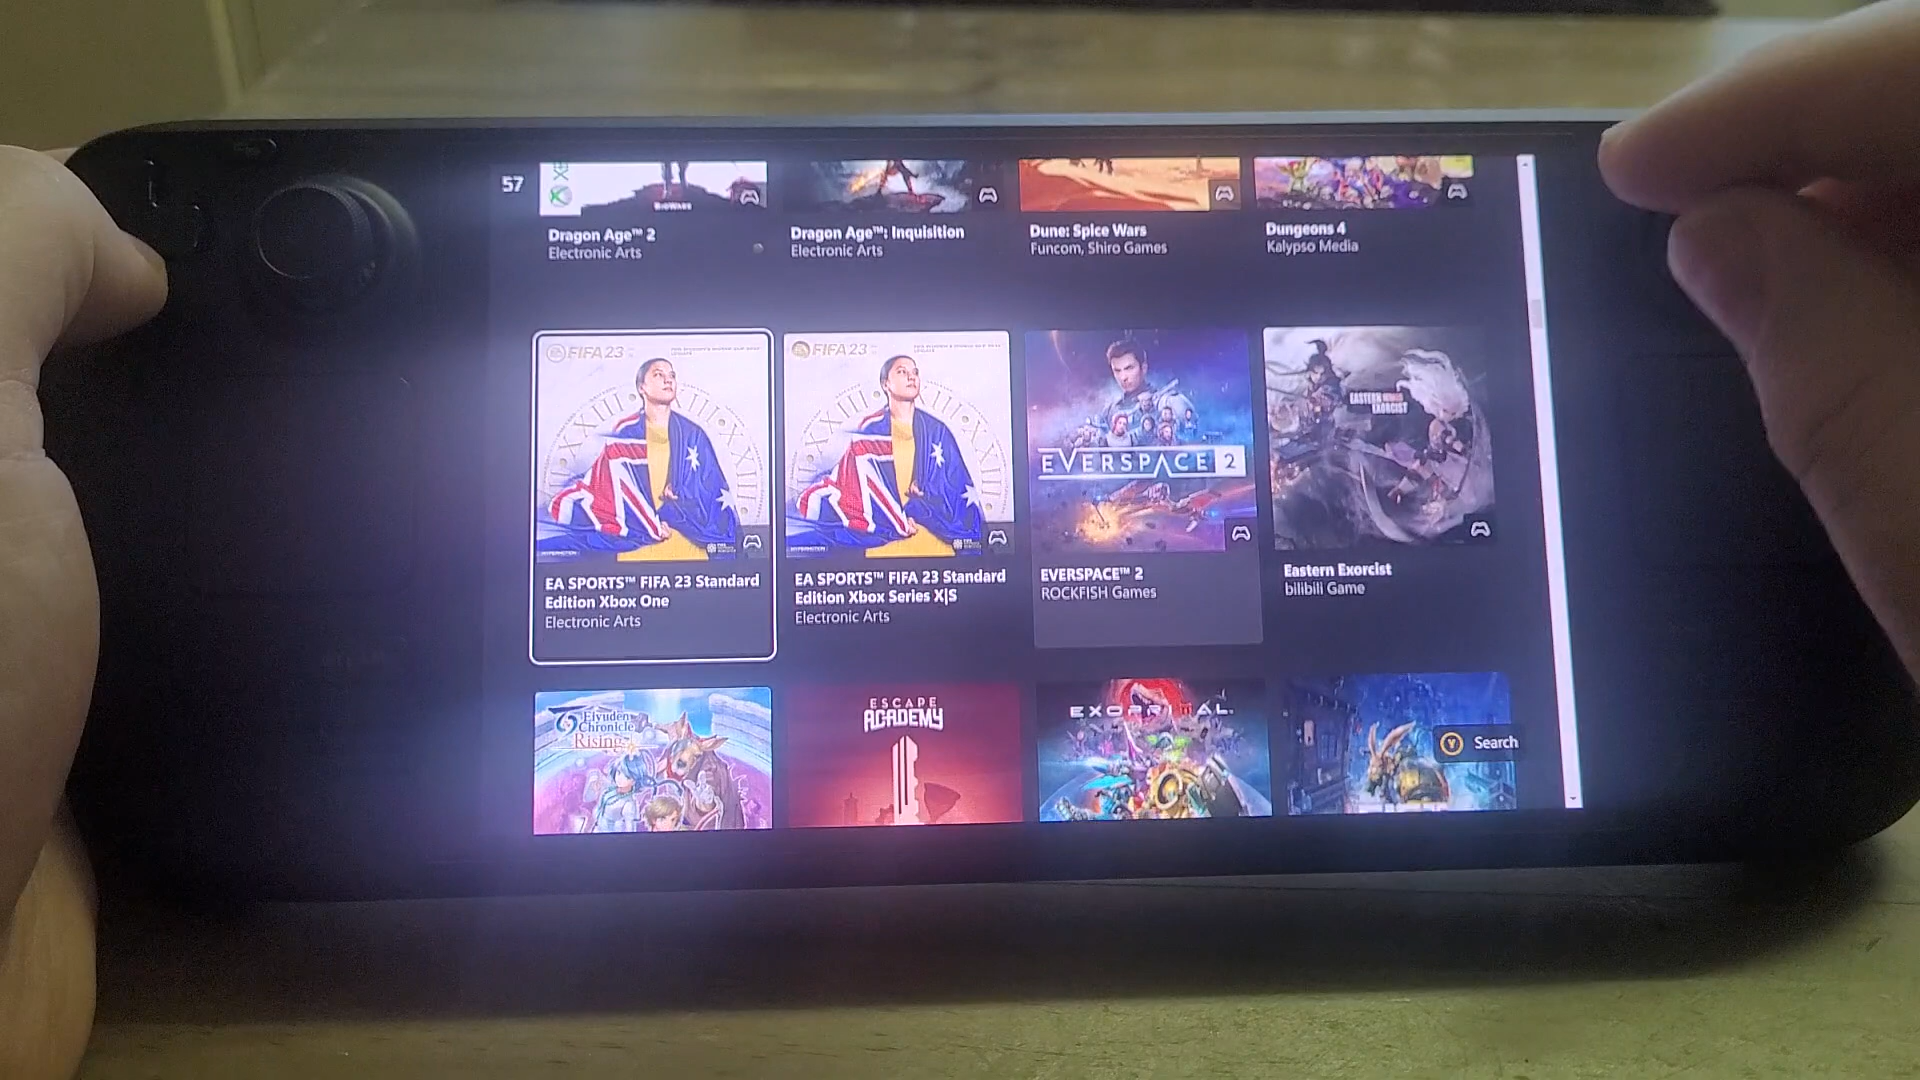 57
BIOWARE
Dragon Age™ 2
Electronic Arts
Dragon Age™: Inquisition
Electronic Arts
Dune: Spice Wars
Funcom, Shiro Games
Dungeons 4
Kalypso Media
FIFA 23
FIFA 23
EVERSPACE 2
EASTERN
EXORCIST
EA SPORTS™ FIFA 23 Standard
Edition Xbox One
Electronic Arts
EA SPORTS™ FIFA 23 Standard
Edition Xbox Series X|S
Electronic Arts
EVERSPACE™ 2
ROCKFISH Games
Eastern Exorcist
bilibili Game
Eiyuden
Chronicle
Rising
ESCAPE
ACADEMY
EXOPRIMAL
Y Search